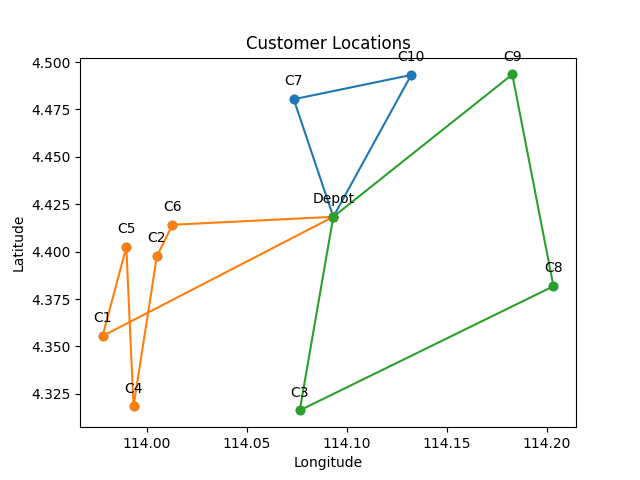 Customer Locations
4.500
4.475
4.450
4.425
4.400
4.375
4.350
4.325
Latitude
C10
C9
C7
Depot
C6
C5
C2
C8
C1
C4
C3
114.00
114.05
114.10
114.15
114.20
Longitude